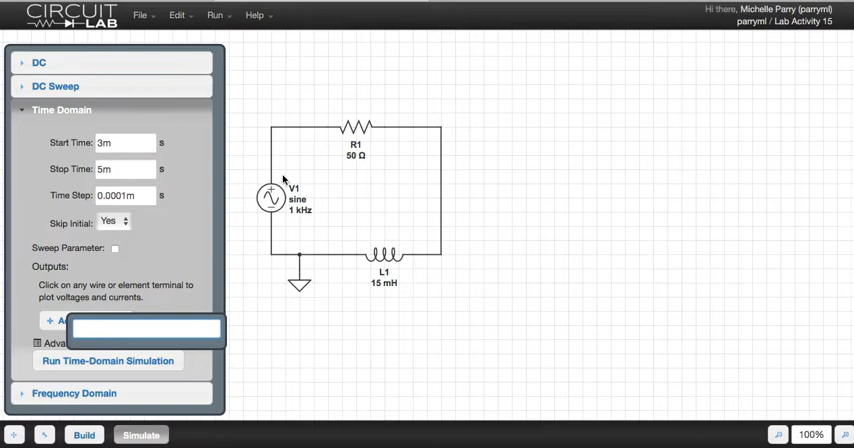 CIRCUIT
LAB
File Edit Run Help
Hi there, Michelle Parry (parryml)
parryml / Lab Activity 15
DC
DC Sweep
Time Domain
Start Time: 3m s
Stop Time: 5m s
Time Step: 0.0001m s
Skip Initial: Yes
Sweep Parameter:
Outputs:
Click on any wire or element terminal to
plot voltages and currents.
+ A
Adva
Run Time-Domain Simulation
Frequency Domain
R1
50 Ω
V1
sine
1 kHz
L1
15 mH
Build Simulate 100%